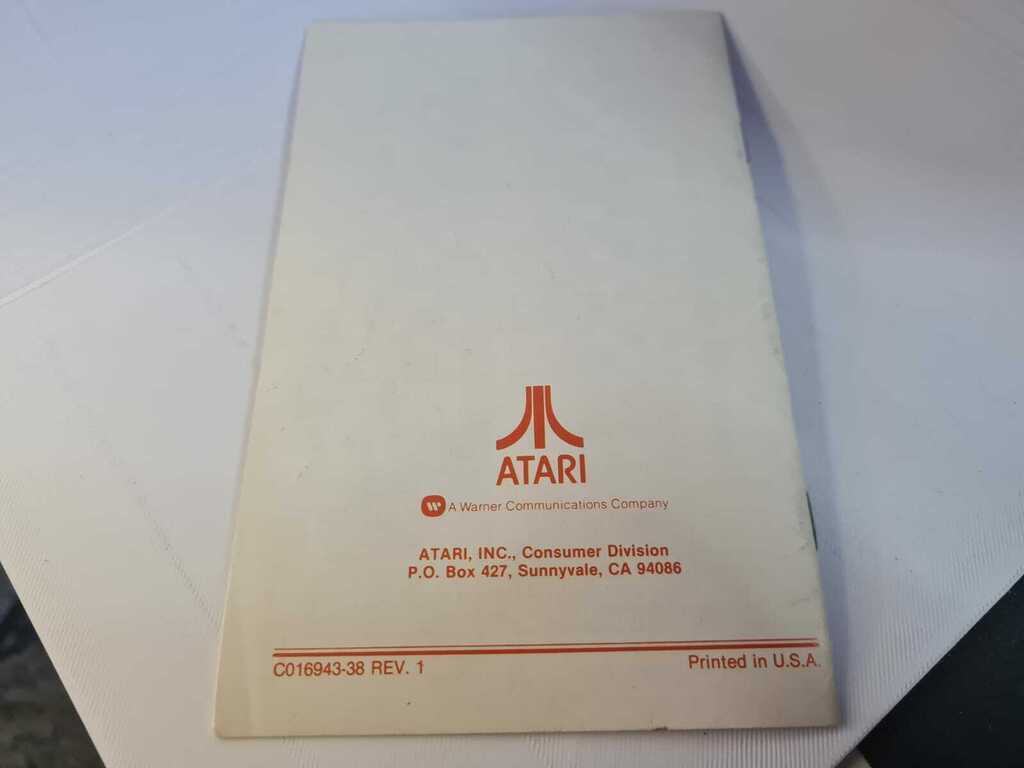 ATARI
A Warner Communications Company
ATARI, INC., Consumer Division
P.O. Box 427, Sunnyvale, CA 94086
C016943-38 REV. 1
Printed in U.S.A.